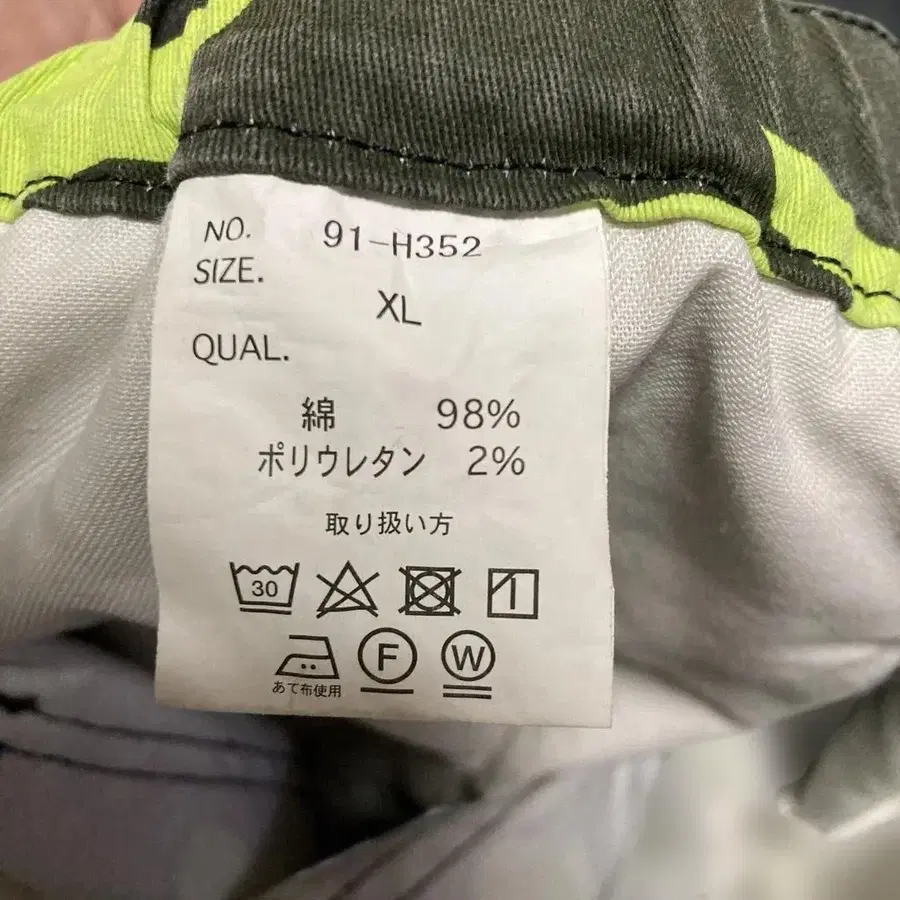 NO. 91-H352
SIZE.
XL
QUAL.
綿 98%
ポリウレタン 2%
取り扱い方
30
あて布使用 F W